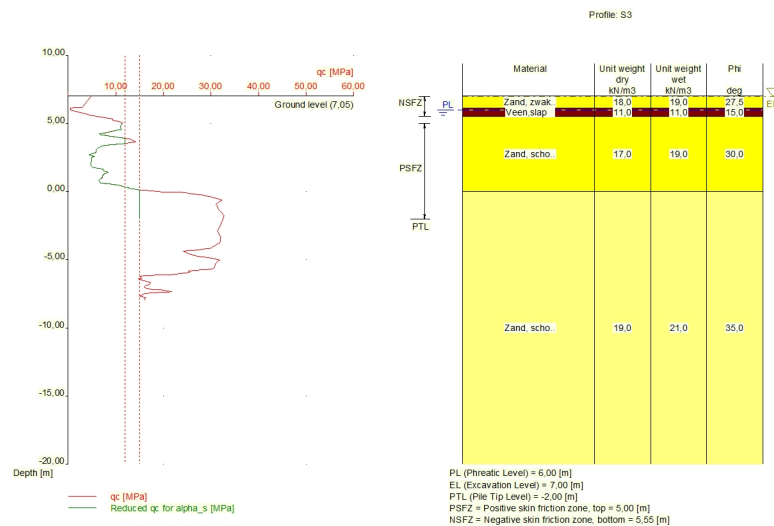 Profile: S3
10,00
5,00
0,00
-5,00
-10,00
-15,00
-20,00
Depth [m]
qc [MPa]
10,00 20,00 30,00 40,00 50,00 60,00
Ground level (7,05)
qc [MPa]
Reduced qc for alpha_s [MPa]
NSFZ
PL
PSFZ
PTL
Material Unit weight dry kN/m3 Unit weight wet kN/m3 Phi deg
Zand, zwak.. 18,0 19,0 27,5
Veen,slap 11,0 11,0 15,0
Zand, scho.. 17,0 19,0 30,0
Zand, scho.. 19,0 21,0 35,0
PL (Phreatic Level) = 6,00 [m]
EL (Excavation Level) = 7,00 [m]
PTL (Pile Tip Level) = -2,00 [m]
PSFZ = Positive skin friction zone, top = 5,00 [m]
NSFZ = Negative skin friction zone, bottom = 5,55 [m]